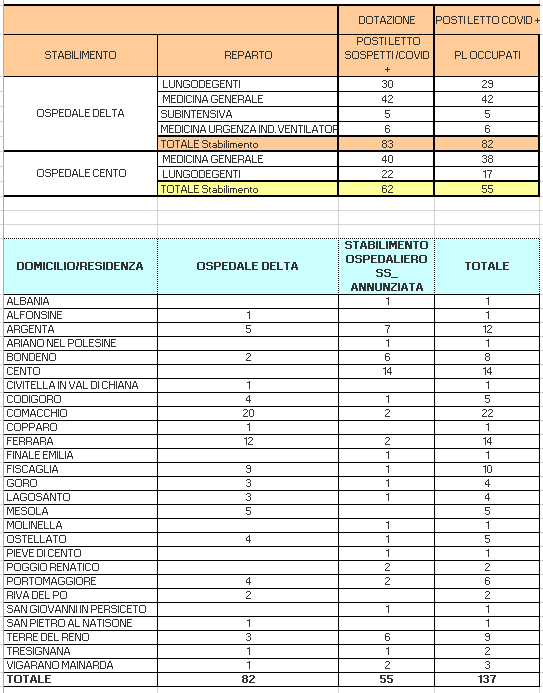 DOTAZIONE POSTI LETTO COVID +
STABILIMENTO REPARTO POSTI LETTO SOSPETTI/COVID + PL OCCUPATI
OSPEDALE DELTA
LUNGODEGENTI 30 29
MEDICINA GENERALE 42 42
SUBINTENSIVA 5 5
MEDICINA URGENZA IND.VENTILATOR 6 6
TOTALE Stabilimento 83 82
OSPEDALE CENTO
MEDICINA GENERALE 40 38
LUNGODEGENTI 22 17
TOTALE Stabilimento 62 55
DOMICILIO/RESIDENZA OSPEDALE DELTA STABILIMENTO OSPEDALIERO SS_ ANNUNZIATA TOTALE
ALBANIA 1 1
ALFONSINE 1 1
ARGENTA 5 7 12
ARIANO NEL POLESINE 1 1
BONDENO 2 6 8
CENTO 14 14
CIVITELLA IN VAL DI CHIANA 1 1
CODIGORO 4 1 5
COMACCHIO 20 2 22
COPPARO 1 1
FERRARA 12 2 14
FINALE EMILIA 1 1
FISCAGLIA 9 1 10
GORO 3 1 4
LAGOSANTO 3 1 4
MESOLA 5 5
MOLINELLA 1 1
OSTELLATO 4 1 5
PIEVE DI CENTO 1 1
POGGIO RENATICO 2 2
PORTOMAGGIORE 4 2 6
RIVA DEL PO 2 2
SAN GIOVANNI IN PERSICETO 1 1
SAN PIETRO AL NATISONE 1 1
TERRE DEL RENO 3 6 9
TRESIGNANA 1 1 2
VIGARANO MAINARDA 1 2 3
TOTALE 82 55 137